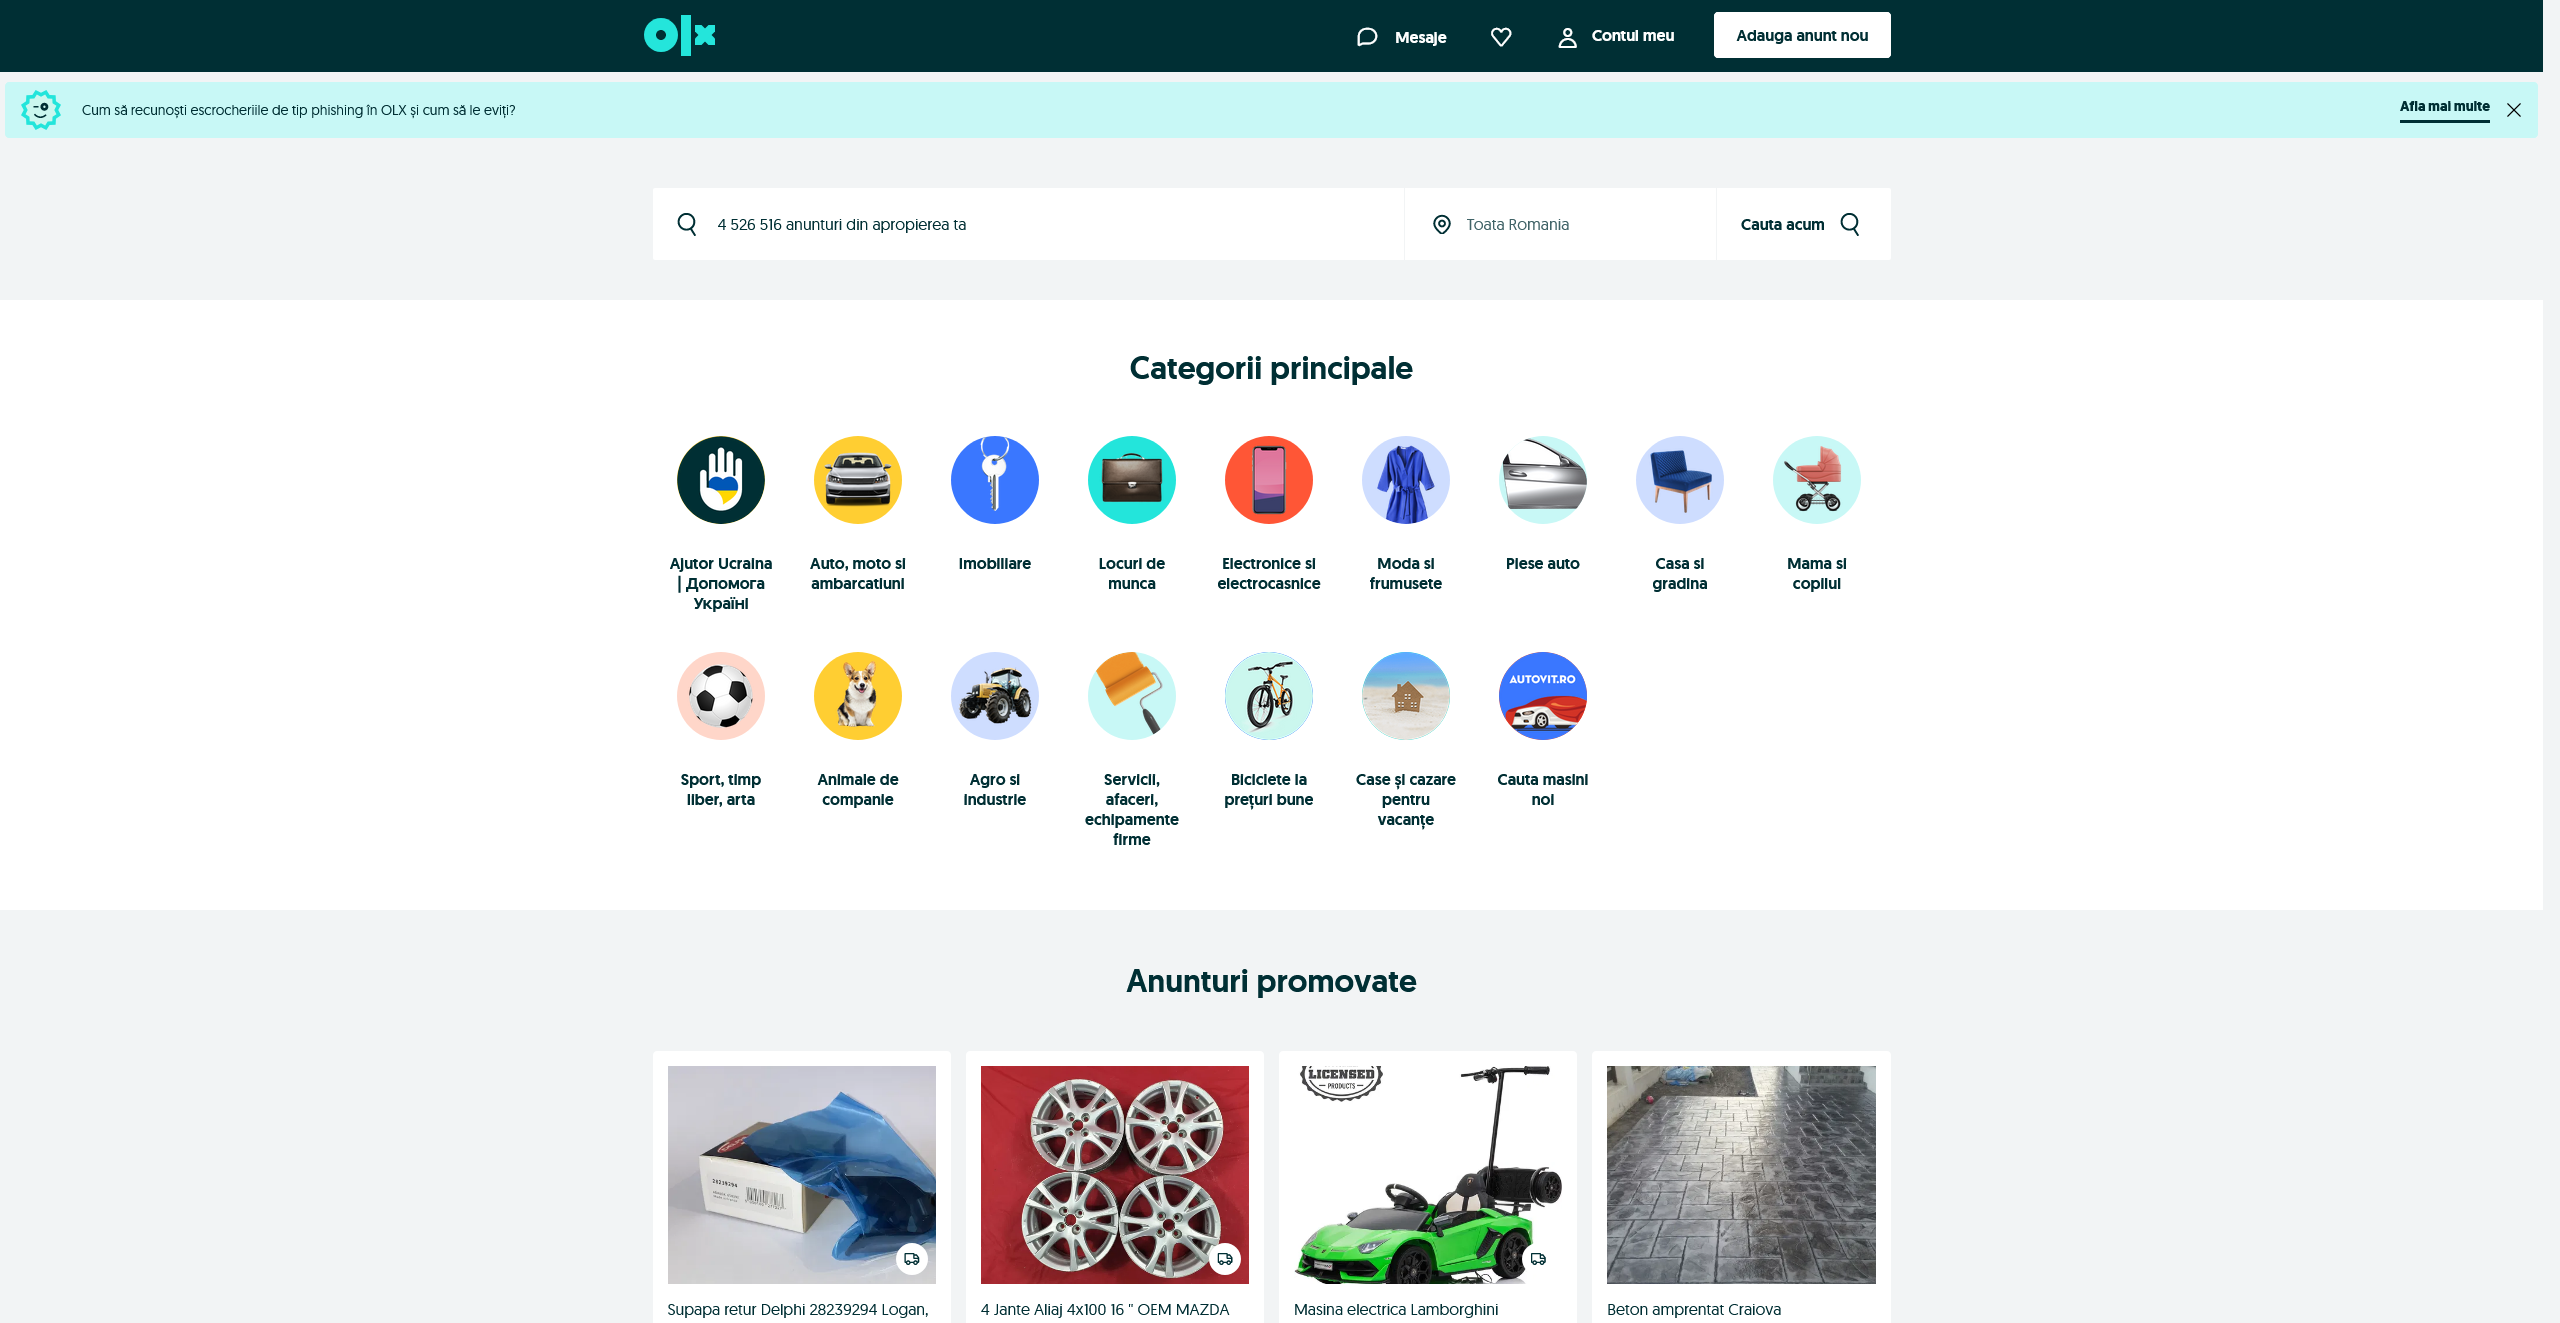 olx
Mesaje
Contul meu
Adauga anunt nou
Cum să recunoști escrocheriile de tip phishing în OLX și cum să le eviți?
Afla mai multe
4 526 516 anunturi din apropierea ta
Toata Romania
Cauta acum
Categorii principale
Ajutor Ucraina
| Допомога
Україні
Auto, moto si
ambarcatiuni
Imobiliare
Locuri de
munca
Electronice si
electrocasnice
Moda si
frumusete
Piese auto
Casa si
gradina
Mama si
copilul
AUTOVIT.RO
Sport, timp
liber, arta
Animale de
companie
Agro si
industrie
Servicii,
afaceri,
echipamente
firme
Biciclete la
prețuri bune
Case și cazare
pentru
vacanțe
Cauta masini
noi
Anunturi promovate
28239294
LICENSED
PRODUCTS
Supapa retur Delphi 28239294 Logan,
4 Jante Aliaj 4x100 16 " OEM MAZDA
Masina electrica Lamborghini
Beton amprentat Craiova